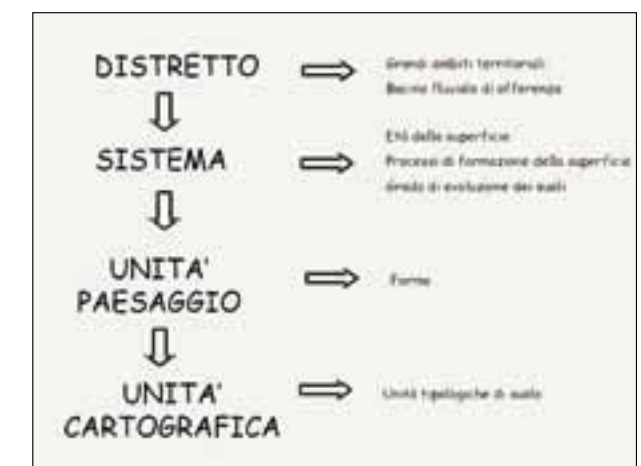 DISTRETTO
Grandi ambiti territoriali
Bacino fluviale di afferenza
SISTEMA
Età della superficie
Processi di formazione della superficie
Grado di evoluzione dei suoli
UNITA'
PAESAGGIO
Forme
UNITA'
CARTOGRAFICA
Unità tipologiche di suolo